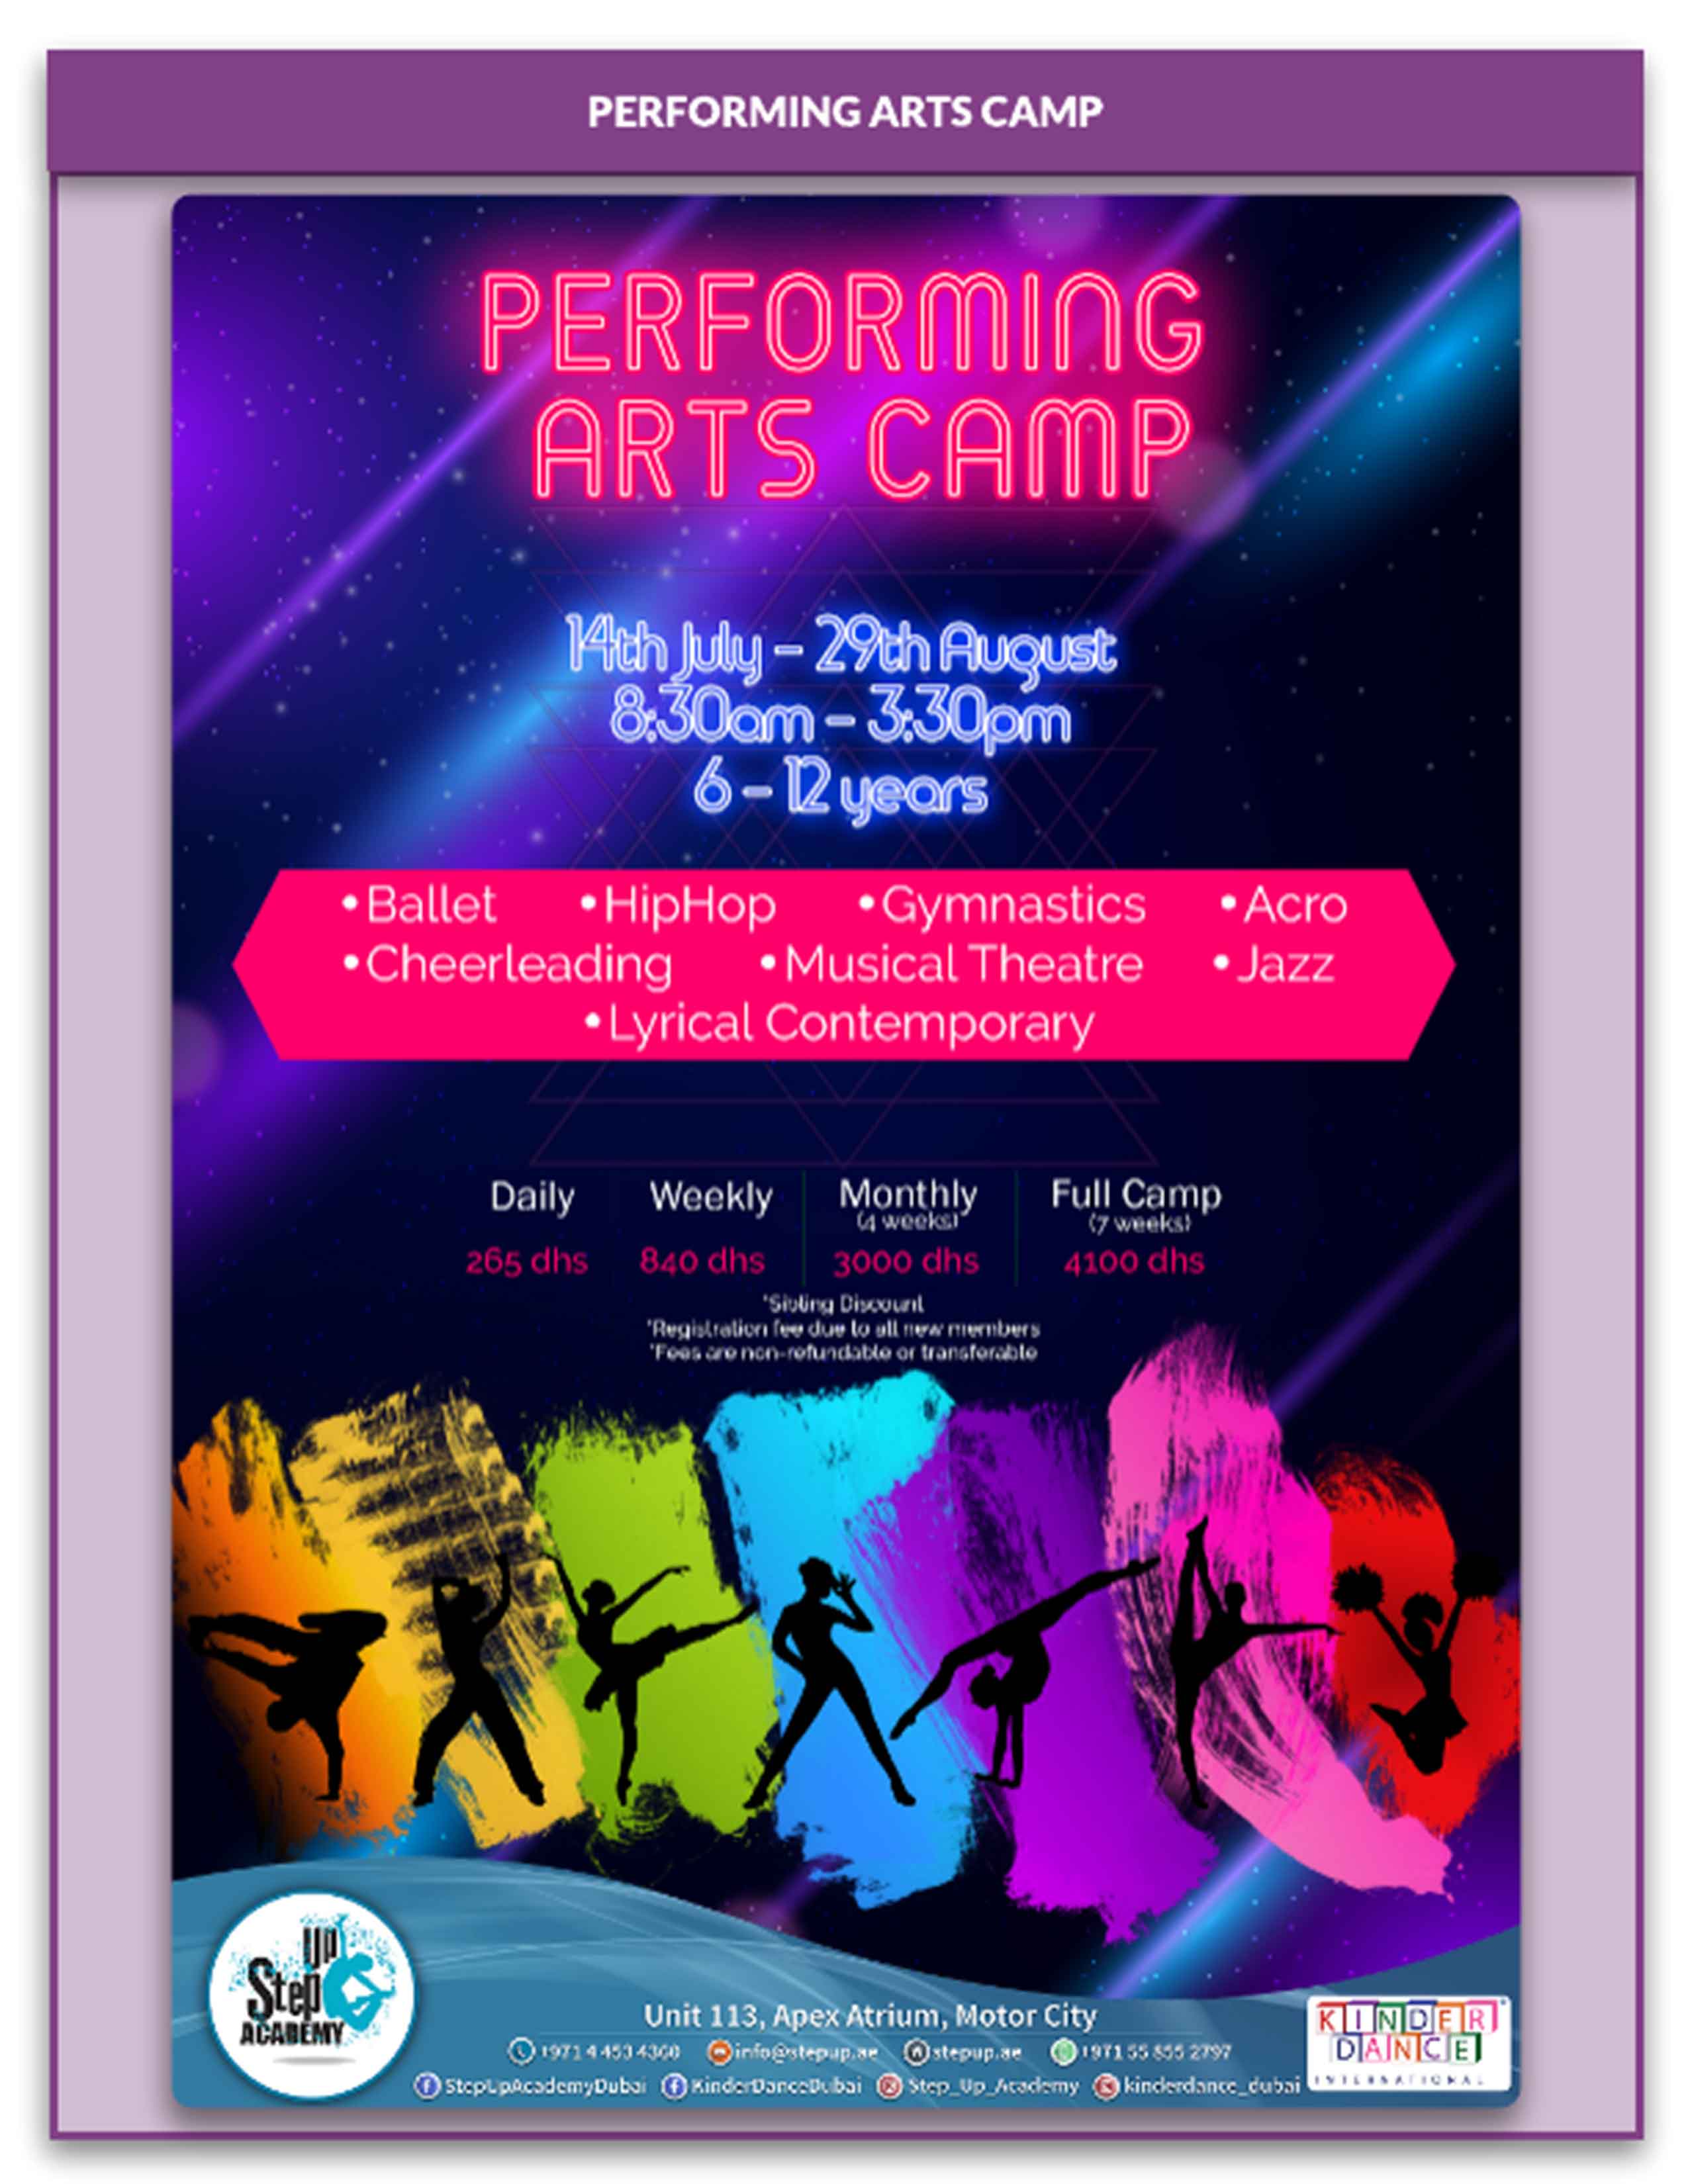 PERFORMING ARTS CAMP
PERFORMING
ARTS CAMP
14th July – 29th August
8:30am – 3:30pm
6 – 12 years
• Ballet • HipHop • Gymnastics • Acro
• Cheerleading • Musical Theatre • Jazz
• Lyrical Contemporary
Daily Weekly Monthly Full Camp
(4 weeks) (7 weeks)
265 dhs 840 dhs 3000 dhs 4100 dhs
*Sibling Discount
*Registration fee due to all new members
*Fees are non-refundable or transferable
Up
Step
ACADEMY
Unit 113, Apex Atrium, Motor City
+971 4 453 4360 info@stepup.ae stepup.ae +971 55 855 2797
StepUpAcademyDubai KinderDanceDubai Step_Up_Academy kinderdance_dubai
KINDER
DANCE
INTERNATIONAL